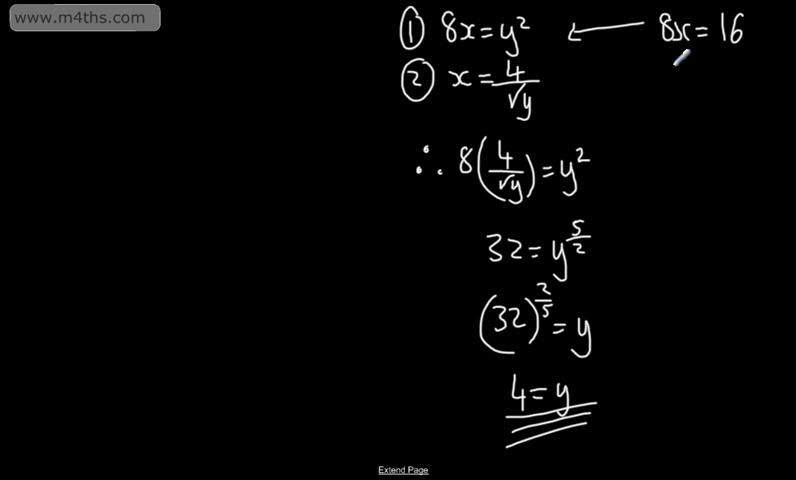 www.m4ths.com
① 8x = y² ← 8x = 16
② x = 4/√y
∴ 8(4/√y) = y²
32 = y^(5/2)
(32)^(2/5) = y
4 = y
Extend Page